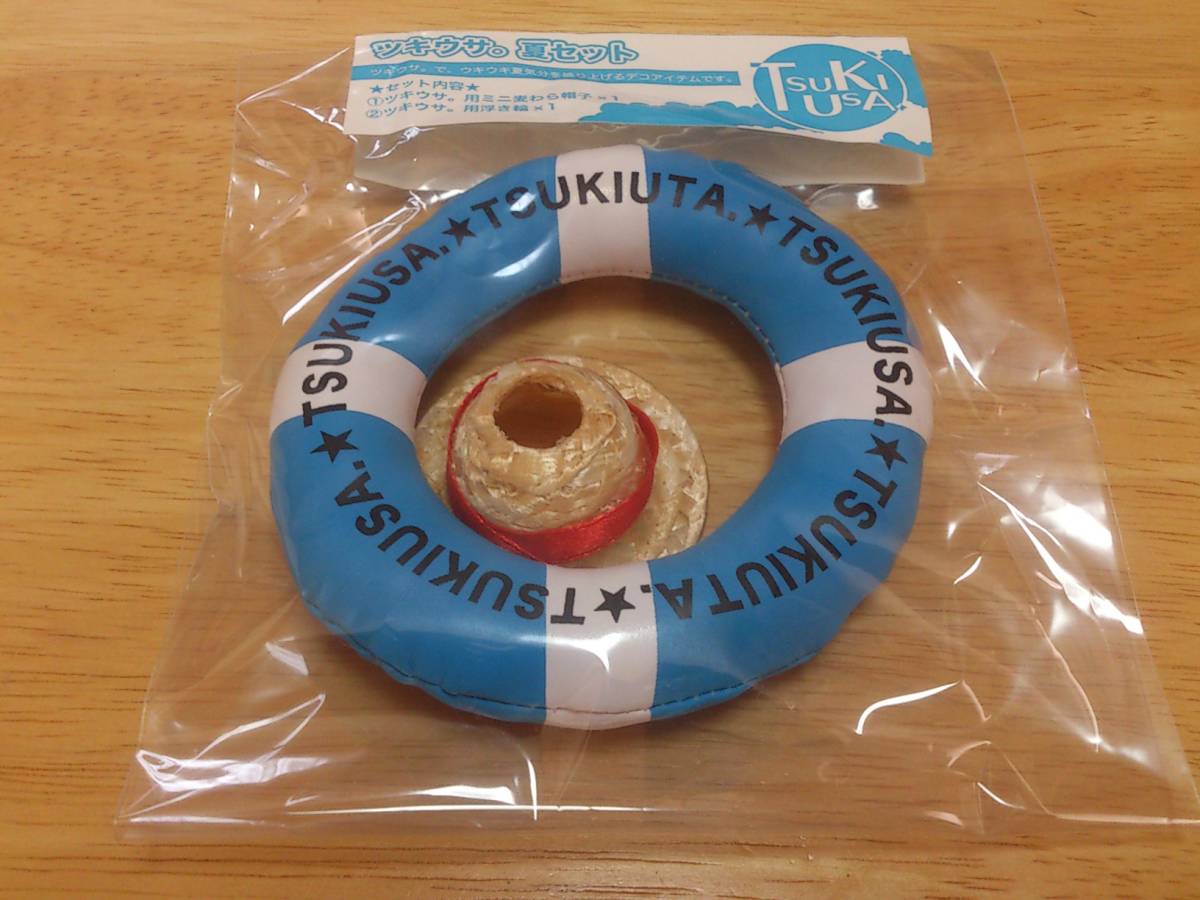 ツキウサ。夏セット
ツキウサ。で、ウキウキ夏気分を盛り上げるデコアイテムです。
★セット内容★
①ツキウサ。用ミニ麦わら帽子×1
②ツキウサ。用浮き輪×1
TSUKI
USA.
★TSUKIUTA.★TSUKIUSA.★TSUKIUTA.★TSUKIUSA.★TSUKIUSA.